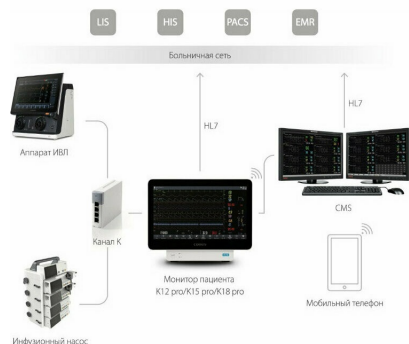 LIS
HIS
PACS
EMR
Больничная сеть
HL7
HL7
Аппарат ИВЛ
Канал К
CMS
Монитор пациента
K12 pro/K15 pro/K18 pro
Мобильный телефон
Инфузионный насос